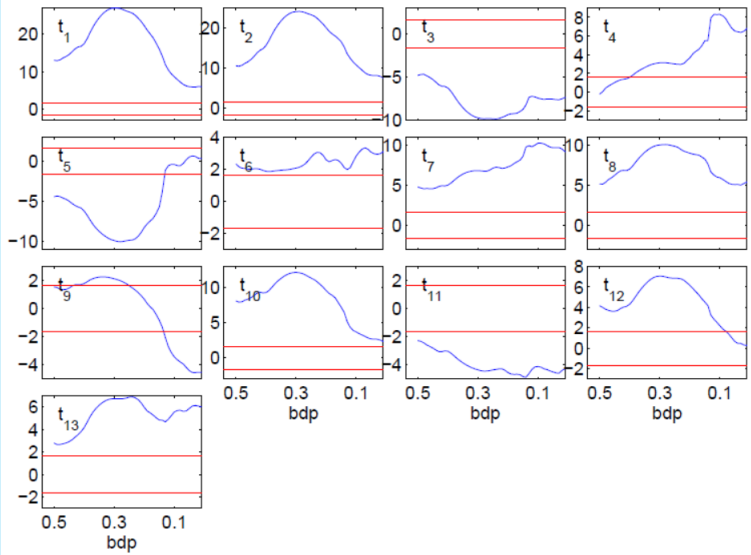 t1 t2 t3 t4
20 10 0
20 10 0
0 −5 −10
8 6 4 2 0 −2
t5 t6 t7 t8
0 −5 −10
4 2 0 −2
10 5 0
10 5 0
t9 t10 t11 t12
2 0 −2 −4
10 5 0
2 0 −2 −4
8 6 4 2 0 −2
0.5 0.3 0.1 0.5 0.3 0.1 0.5 0.3 0.1
bdp bdp bdp
t13
6 4 2 0 −2
0.5 0.3 0.1
bdp